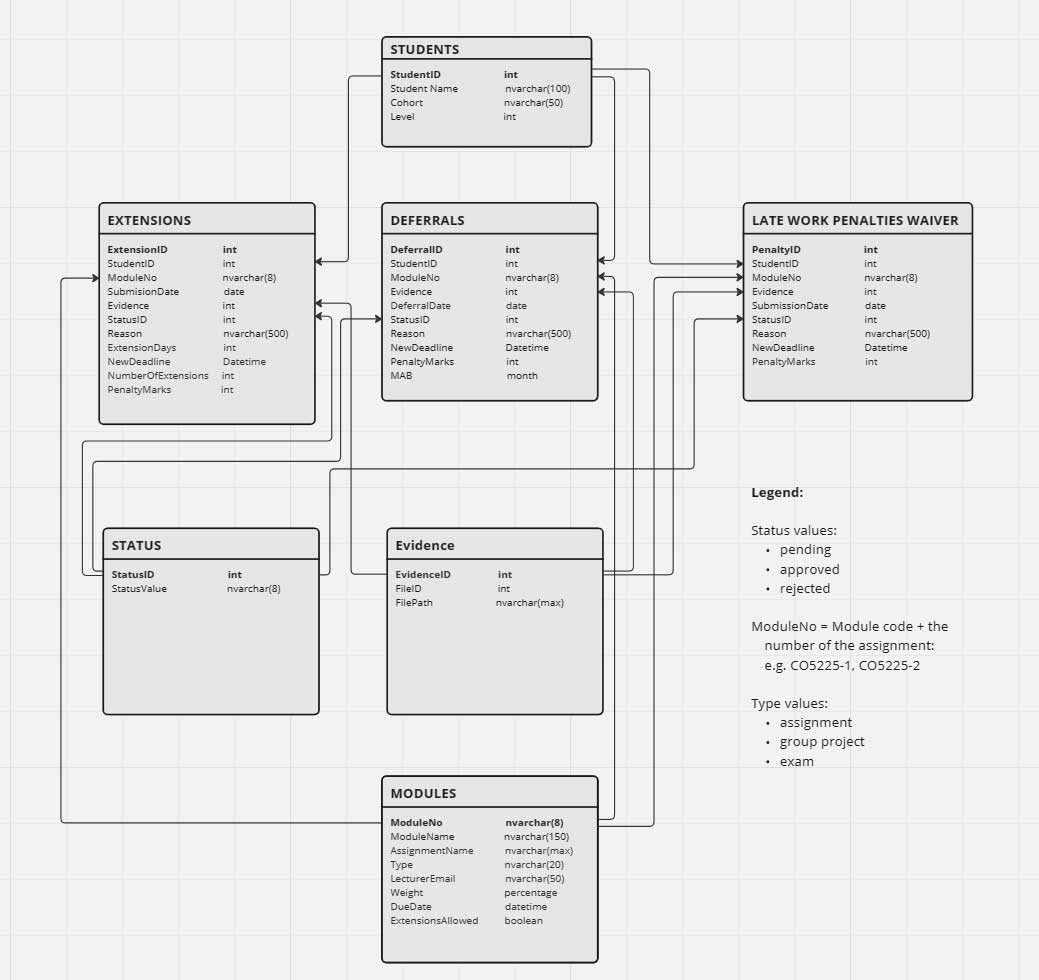 STUDENTS
StudentID int
Student Name nvarchar(100)
Cohort nvarchar(50)
Level int
EXTENSIONS
ExtensionID int
StudentID int
ModuleNo nvarchar(8)
SubmisionDate date
Evidence int
StatusID int
Reason nvarchar(500)
ExtensionDays int
NewDeadline Datetime
NumberOfExtensions int
PenaltyMarks int
DEFERRALS
DeferralID int
StudentID int
ModuleNo nvarchar(8)
Evidence int
DeferralDate date
StatusID int
Reason nvarchar(500)
NewDeadline Datetime
PenaltyMarks int
MAB month
LATE WORK PENALTIES WAIVER
PenaltyID int
StudentID int
ModuleNo nvarchar(8)
Evidence int
SubmissionDate date
StatusID int
Reason nvarchar(500)
NewDeadline Datetime
PenaltyMarks int
STATUS
StatusID int
StatusValue nvarchar(8)
Evidence
EvidenceID int
FileID int
FilePath nvarchar(max)
Legend:
Status values:
• pending
• approved
• rejected
ModuleNo = Module code + the
number of the assignment:
e.g. CO5225-1, CO5225-2
Type values:
• assignment
• group project
• exam
MODULES
ModuleNo nvarchar(8)
ModuleName nvarchar(150)
AssignmentName nvarchar(max)
Type nvarchar(20)
LecturerEmail nvarchar(50)
Weight percentage
DueDate datetime
ExtensionsAllowed boolean